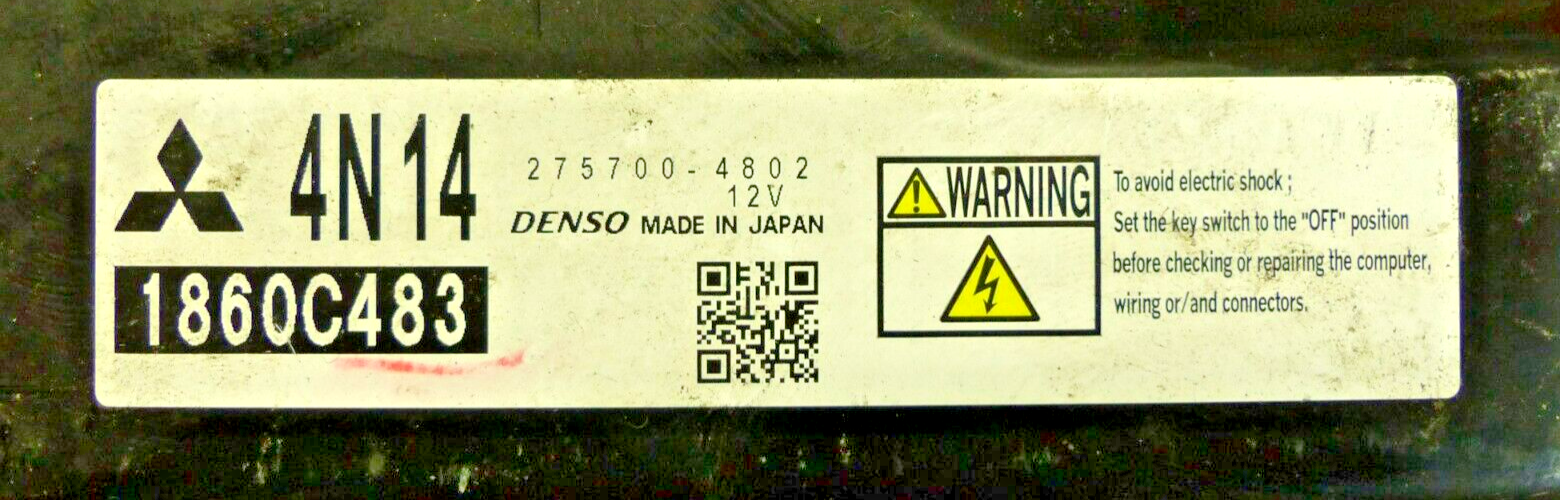 4N14
1860C483
275700-4802
12V
DENSO MADE IN JAPAN
WARNING
To avoid electric shock ;
Set the key switch to the "OFF" position
before checking or repairing the computer,
wiring or/and connectors.